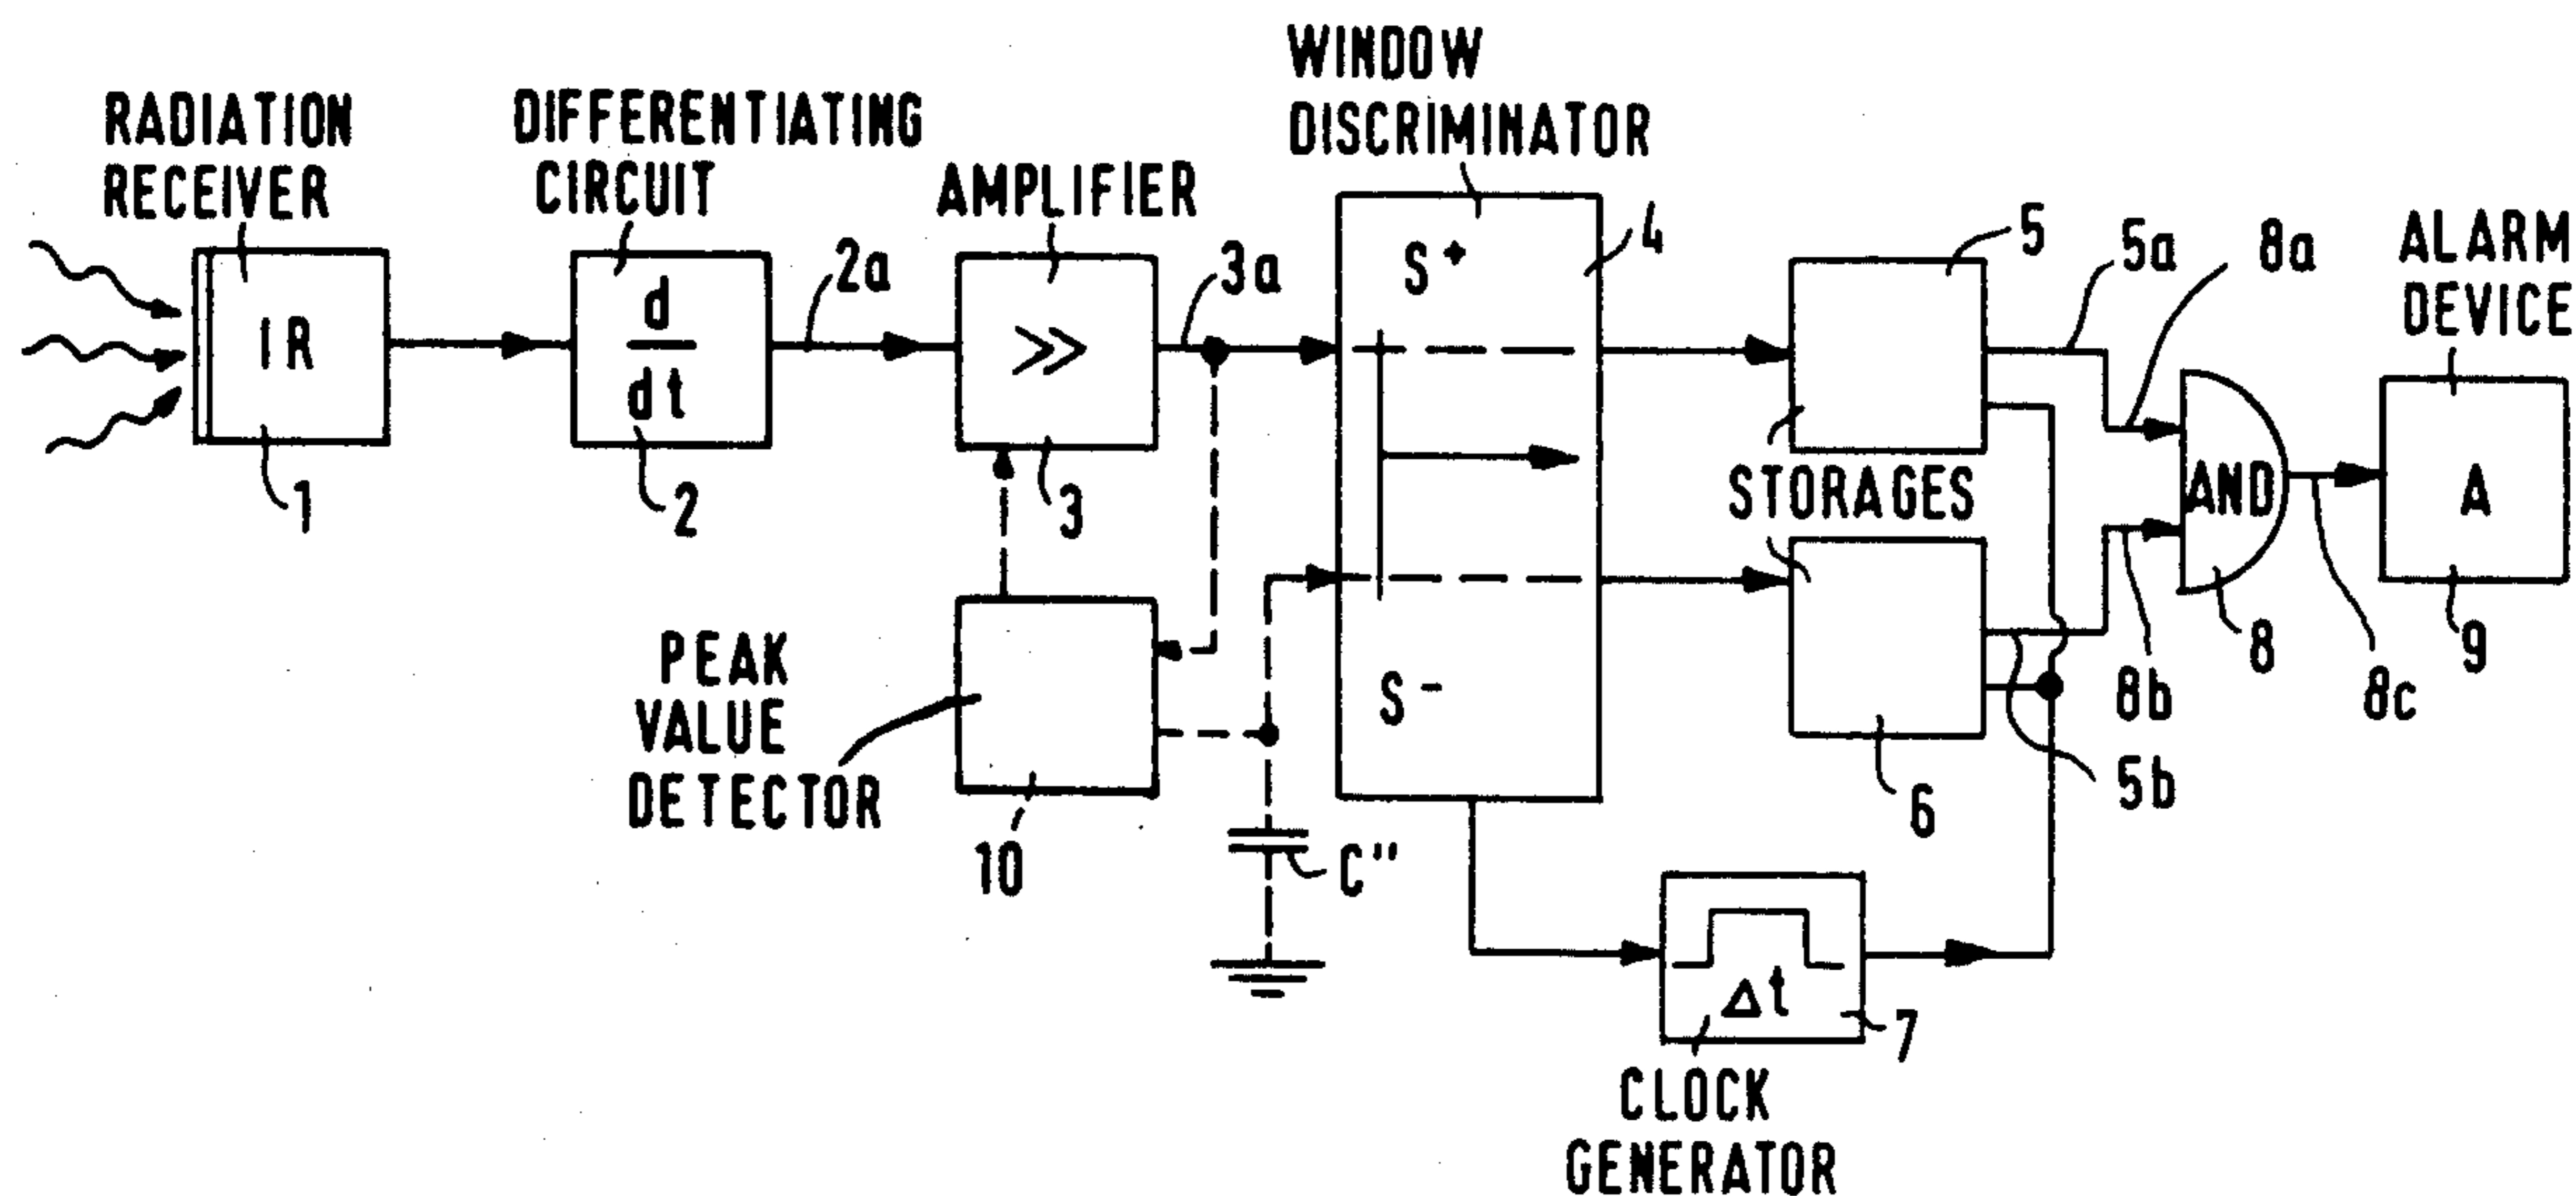 WINDOW
DISCRIMINATOR
RADIATION
RECEIVER
DIFFERENTIATING
CIRCUIT
AMPLIFIER
ALARM
DEVICE
IR
1
d
dt
2
2a
>>
3
3a
S+
S-
4
5
5a
8a
STORAGES
6
5b
8b
AND
8
8c
A
9
PEAK
VALUE
DETECTOR
10
C"
Δt
7
CLOCK
GENERATOR